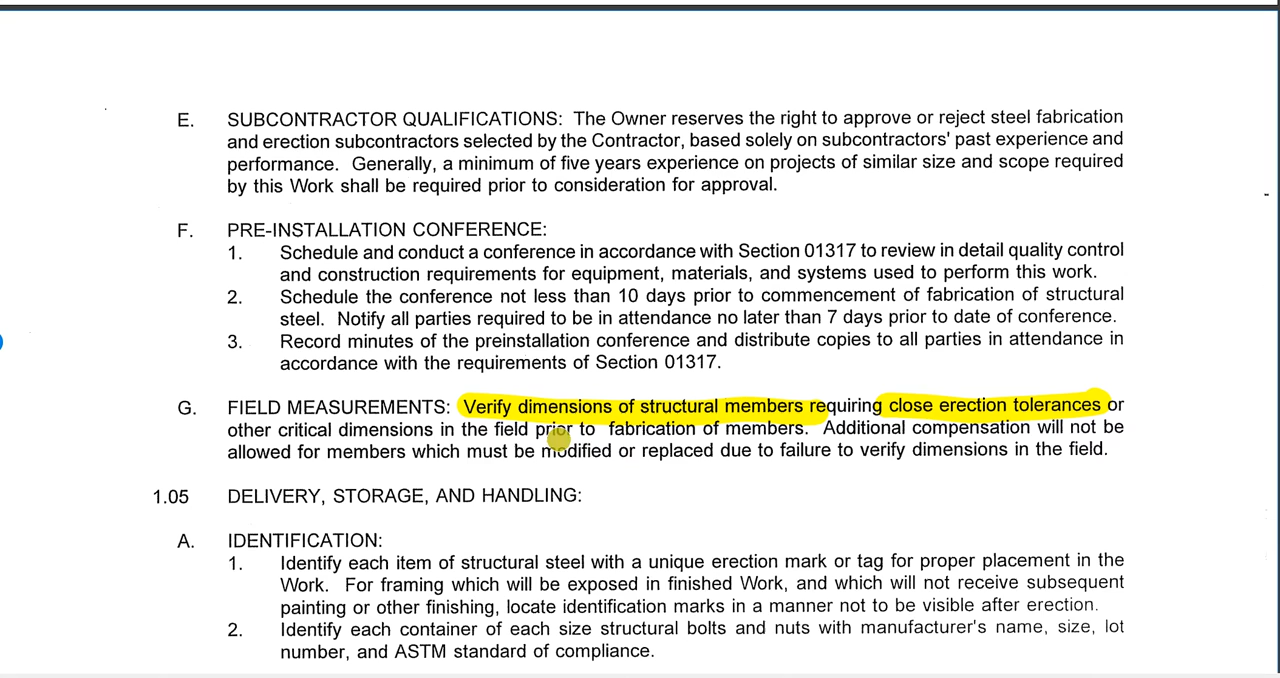 E. SUBCONTRACTOR QUALIFICATIONS: The Owner reserves the right to approve or reject steel fabrication
and erection subcontractors selected by the Contractor, based solely on subcontractors' past experience and
performance. Generally, a minimum of five years experience on projects of similar size and scope required
by this Work shall be required prior to consideration for approval.
F. PRE-INSTALLATION CONFERENCE:
1. Schedule and conduct a conference in accordance with Section 01317 to review in detail quality control
and construction requirements for equipment, materials, and systems used to perform this work.
2. Schedule the conference not less than 10 days prior to commencement of fabrication of structural
steel. Notify all parties required to be in attendance no later than 7 days prior to date of conference.
3. Record minutes of the preinstallation conference and distribute copies to all parties in attendance in
accordance with the requirements of Section 01317.
G. FIELD MEASUREMENTS: Verify dimensions of structural members requiring close erection tolerances or
other critical dimensions in the field prior to fabrication of members. Additional compensation will not be
allowed for members which must be modified or replaced due to failure to verify dimensions in the field.
1.05 DELIVERY, STORAGE, AND HANDLING:
A. IDENTIFICATION:
1. Identify each item of structural steel with a unique erection mark or tag for proper placement in the
Work. For framing which will be exposed in finished Work, and which will not receive subsequent
painting or other finishing, locate identification marks in a manner not to be visible after erection.
2. Identify each container of each size structural bolts and nuts with manufacturer's name, size, lot
number, and ASTM standard of compliance.